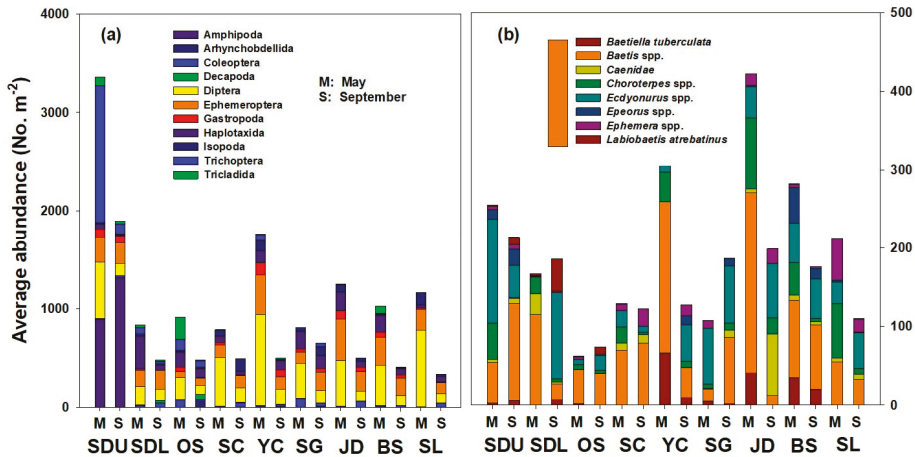 (a)
Average abundance (No. m-2)
4000
3000
2000
1000
0
Amphipoda
Arhynchobdellida
Coleoptera
Decapoda
Diptera
Ephemeroptera
Gastropoda
Haplotaxida
Isopoda
Trichoptera
Tricladida
M: May
S: September
M S M S M S M S M S M S M S M S M S
SDU SDL OS SC YC SG JD BS SL
(b)
Baetiella tuberculata
Baetis spp.
Caenidae
Choroterpes spp.
Ecdyonurus spp.
Epeorus spp.
Ephemera spp.
Labiobaetis atrebatinus
500
400
300
200
100
0
M S M S M S M S M S M S M S M S M S
SDU SDL OS SC YC SG JD BS SL